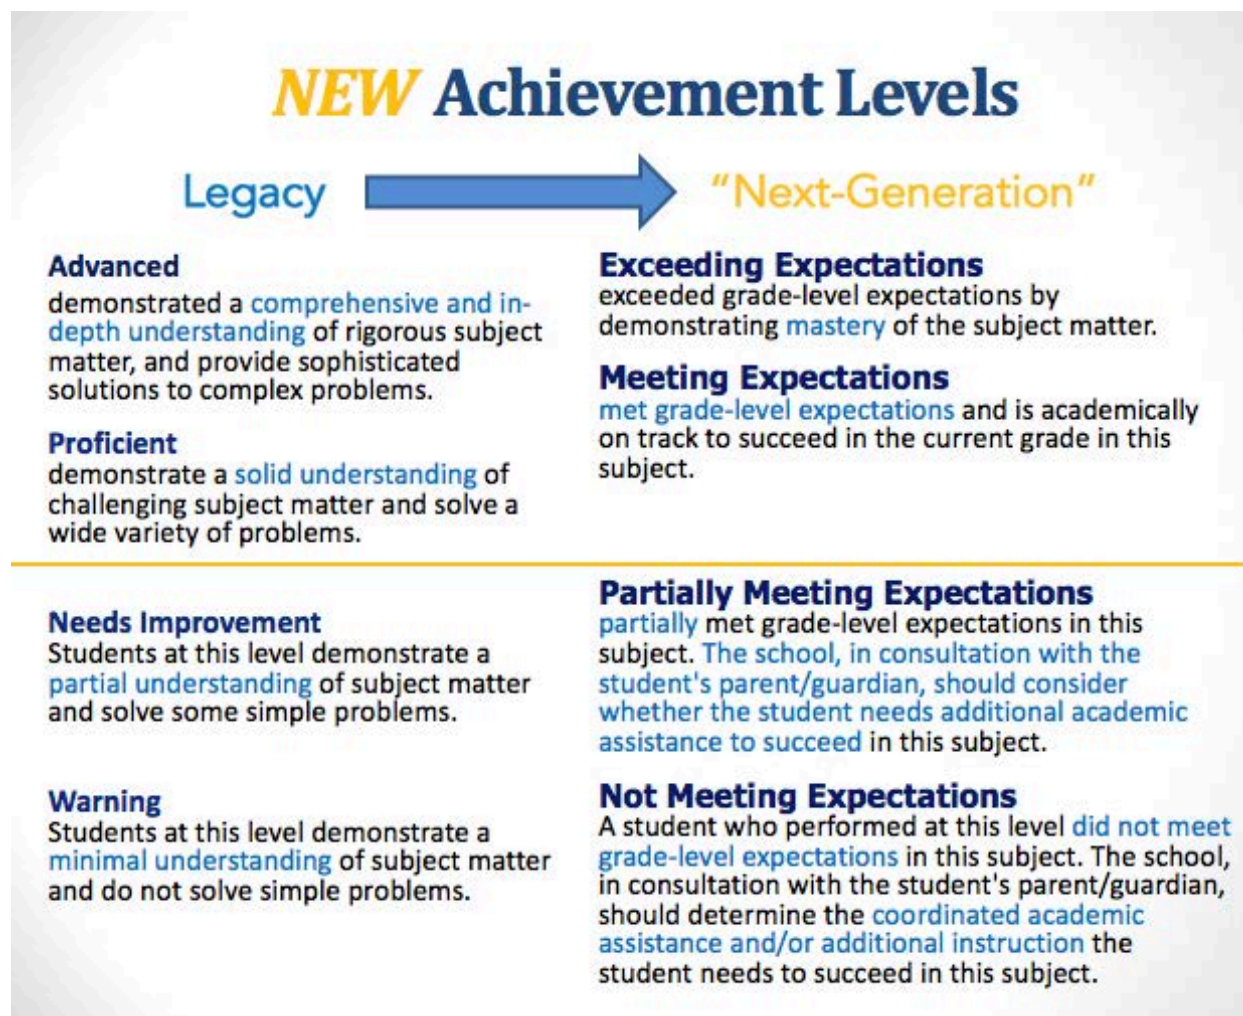 NEW Achievement Levels
Legacy
"Next-Generation"
Advanced
demonstrated a comprehensive and in-
depth understanding of rigorous subject
matter, and provide sophisticated
solutions to complex problems.
Proficient
demonstrate a solid understanding of
challenging subject matter and solve a
wide variety of problems.
Exceeding Expectations
exceeded grade-level expectations by
demonstrating mastery of the subject matter.
Meeting Expectations
met grade-level expectations and is academically
on track to succeed in the current grade in this
subject.
Needs Improvement
Students at this level demonstrate a
partial understanding of subject matter
and solve some simple problems.
Warning
Students at this level demonstrate a
minimal understanding of subject matter
and do not solve simple problems.
Partially Meeting Expectations
partially met grade-level expectations in this
subject. The school, in consultation with the
student's parent/guardian, should consider
whether the student needs additional academic
assistance to succeed in this subject.
Not Meeting Expectations
A student who performed at this level did not meet
grade-level expectations in this subject. The school,
in consultation with the student's parent/guardian,
should determine the coordinated academic
assistance and/or additional instruction the
student needs to succeed in this subject.